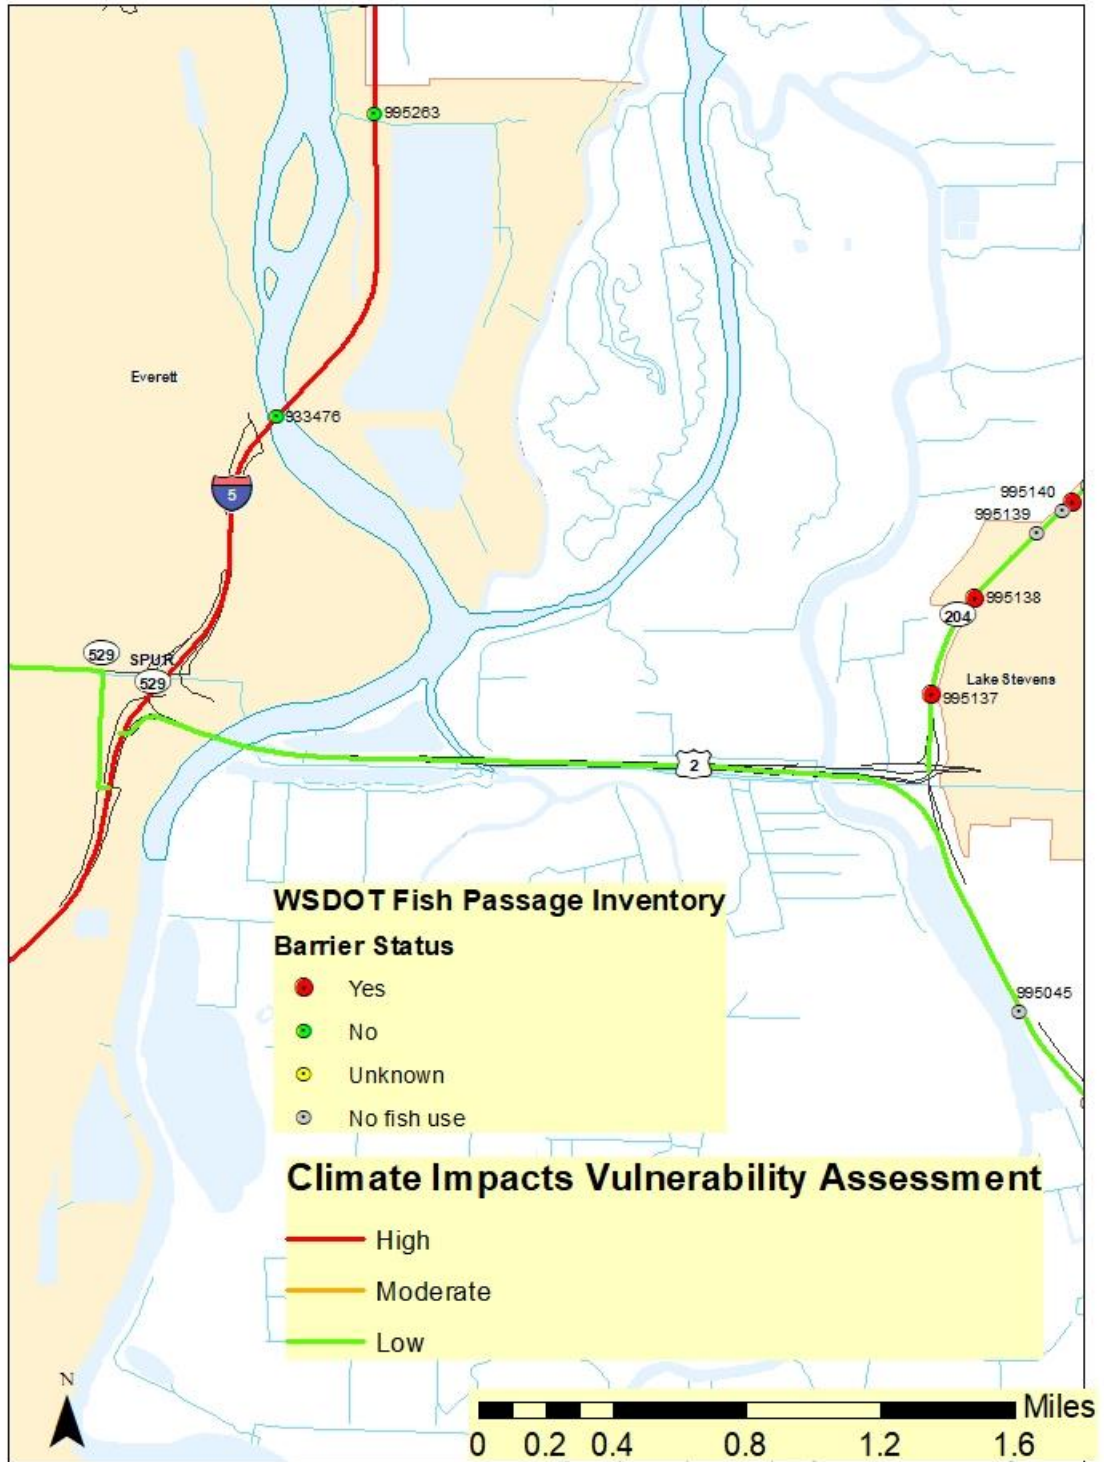 995263
Everett
933476
5
995140
995139
995138
204
529
SPUR
529
Lake Stevens
995137
2
WSDOT Fish Passage Inventory
Barrier Status
Yes
No
Unknown
No fish use
995045
Climate Impacts Vulnerability Assessment
High
Moderate
Low
N
Miles
0 0.2 0.4 0.8 1.2 1.6